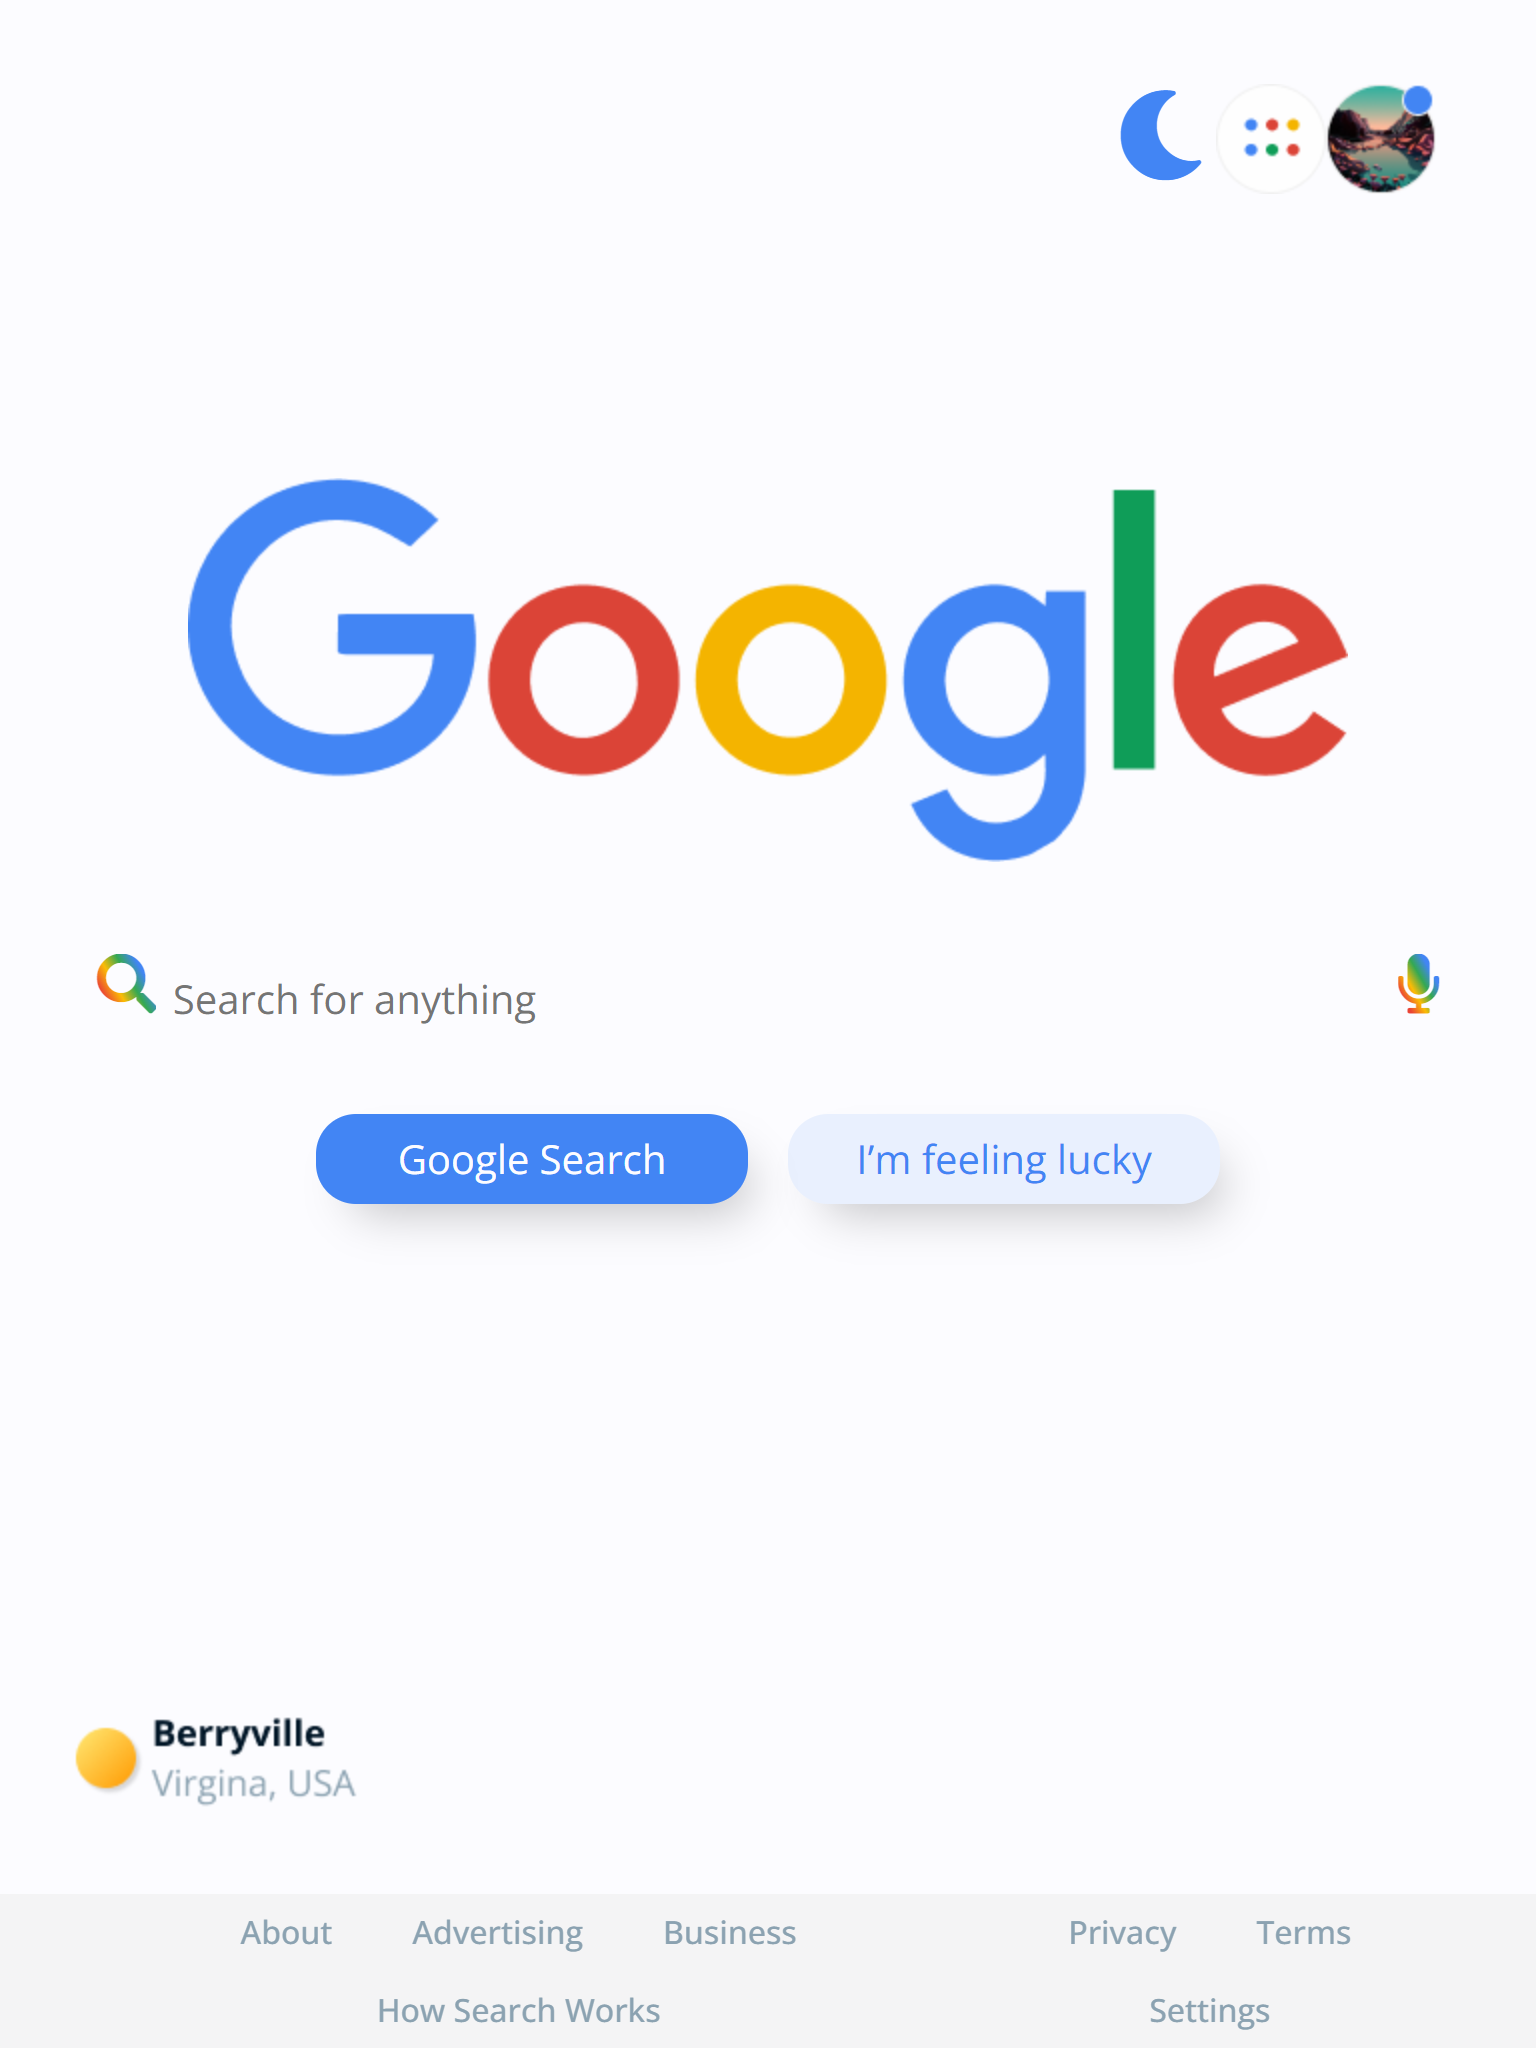 Google
Search for anything
Google Search
I’m feeling lucky
Berryville
Virgina, USA
About
Advertising
Business
Privacy
Terms
How Search Works
Settings